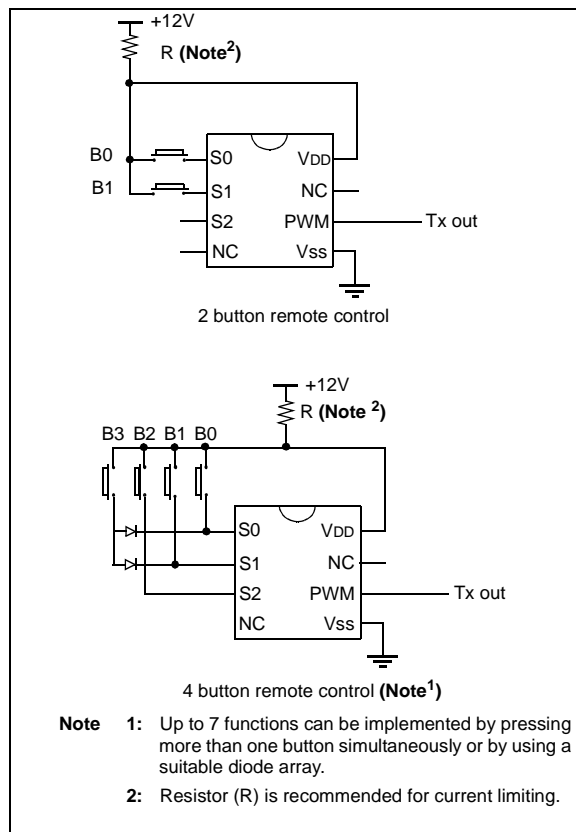 +12V
R (Note2)
B0
B1
S0
S1
S2
NC
VDD
NC
PWM
Vss
Tx out
2 button remote control
+12V
R (Note 2)
B3 B2 B1 B0
S0
S1
S2
NC
VDD
NC
PWM
Vss
Tx out
4 button remote control (Note1)
Note 1: Up to 7 functions can be implemented by pressing
more than one button simultaneously or by using a
suitable diode array.
2: Resistor (R) is recommended for current limiting.